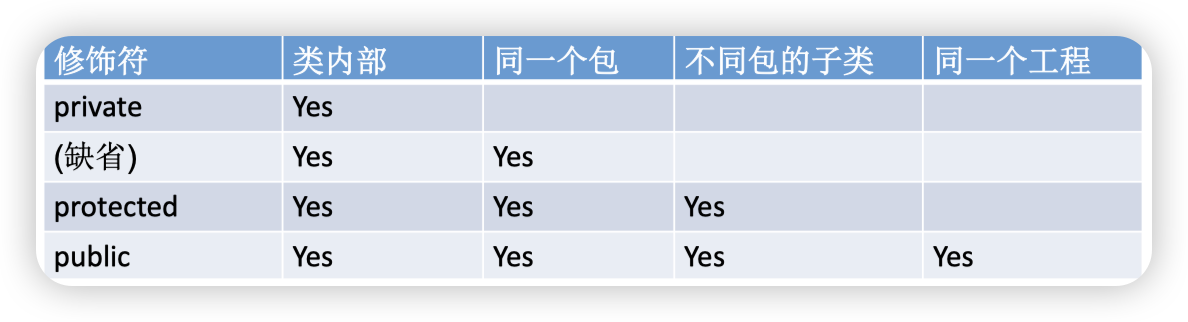 修饰符 类内部 同一个包 不同包的子类 同一个工程
private Yes
(缺省) Yes Yes
protected Yes Yes Yes
public Yes Yes Yes Yes